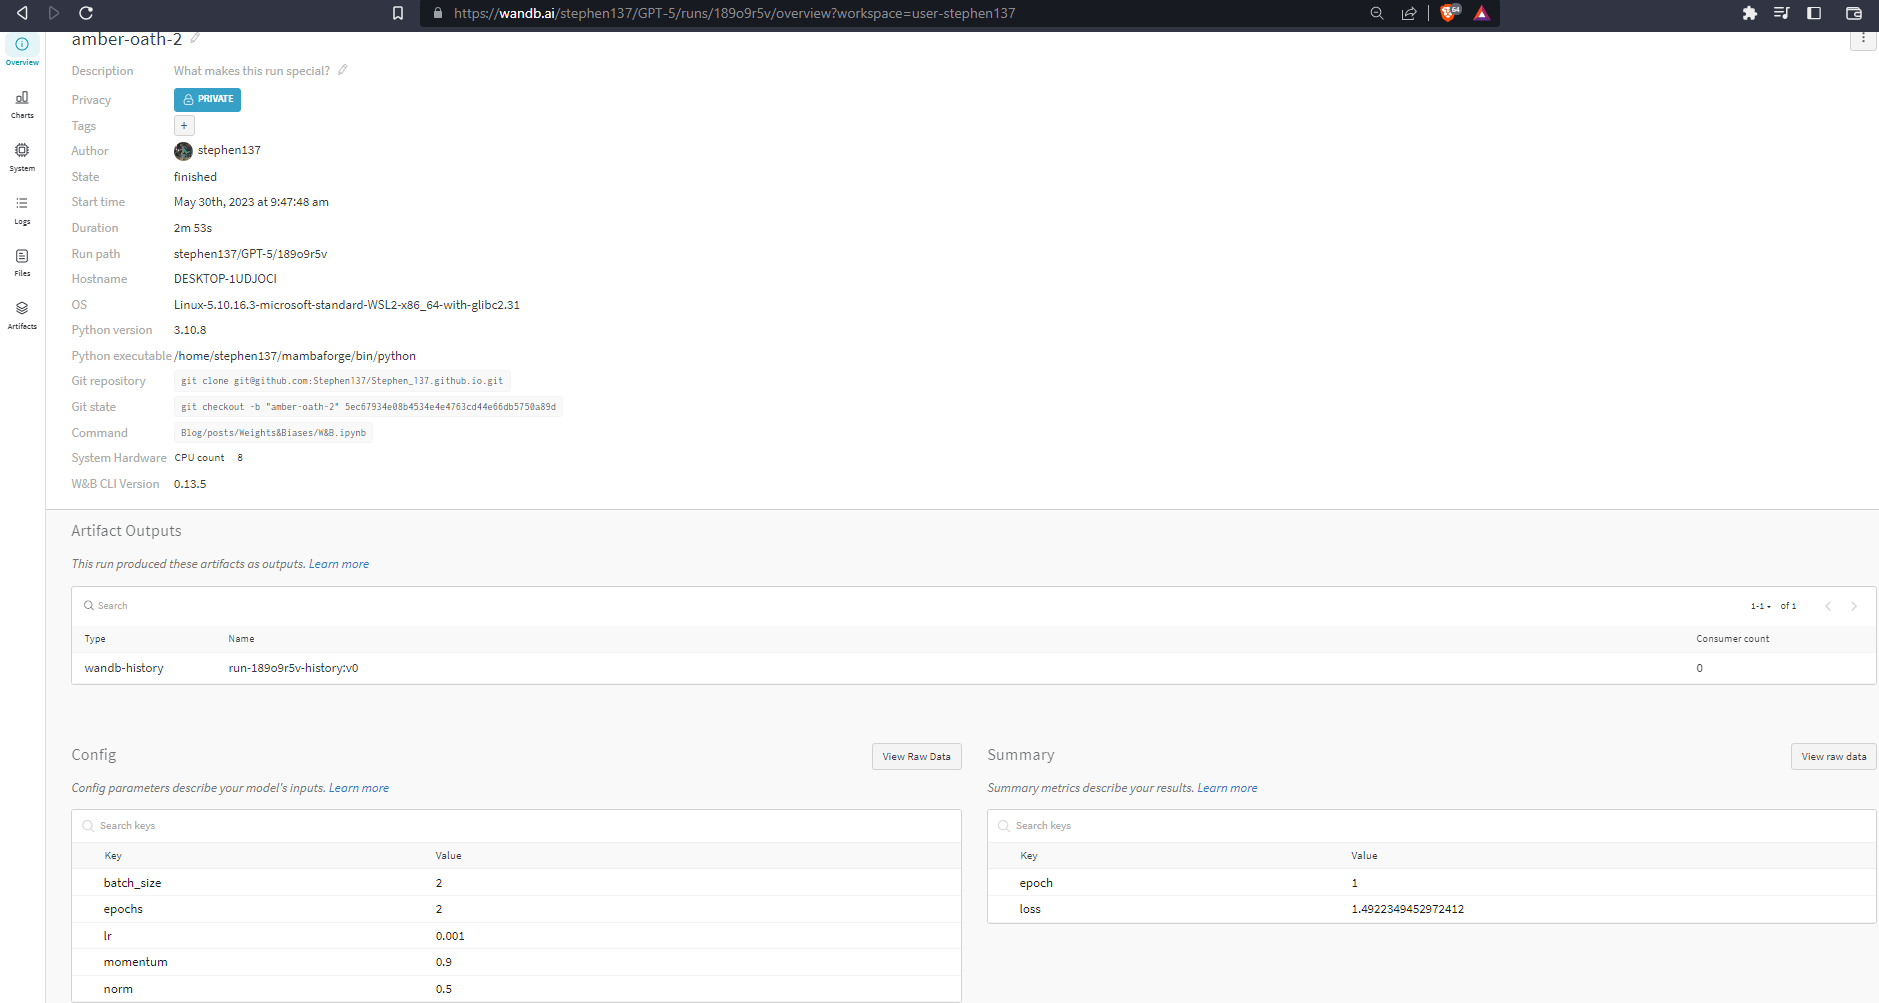 https://wandb.ai/stephen137/GPT-5/runs/189o9r5v/overview?workspace=user-stephen137
64
amber-oath-2
Overview
Charts
System
Logs
Files
Artifacts
Description What makes this run special?
Privacy PRIVATE
Tags +
Author stephen137
State finished
Start time May 30th, 2023 at 9:47:48 am
Duration 2m 53s
Run path stephen137/GPT-5/189o9r5v
Hostname DESKTOP-1UDJOCI
OS Linux-5.10.16.3-microsoft-standard-WSL2-x86_64-with-glibc2.31
Python version 3.10.8
Python executable /home/stephen137/mambaforge/bin/python
Git repository git clone git@github.com:Stephen137/Stephen_137.github.io.git
Git state git checkout -b "amber-oath-2" 5ec67934e08b4534e4e4763cd44e66db5750a89d
Command Blog/posts/Weights&Biases/W&B.ipynb
System Hardware CPU count 8
W&B CLI Version 0.13.5
Artifact Outputs
This run produced these artifacts as outputs. Learn more
Search 1-1 of 1
Type Name Consumer count
wandb-history run-189o9r5v-history:v0 0
Config View Raw Data
Config parameters describe your model's inputs. Learn more
Search keys
Key Value
batch_size 2
epochs 2
lr 0.001
momentum 0.9
norm 0.5
Summary View raw data
Summary metrics describe your results. Learn more
Search keys
Key Value
epoch 1
loss 1.4922349452972412